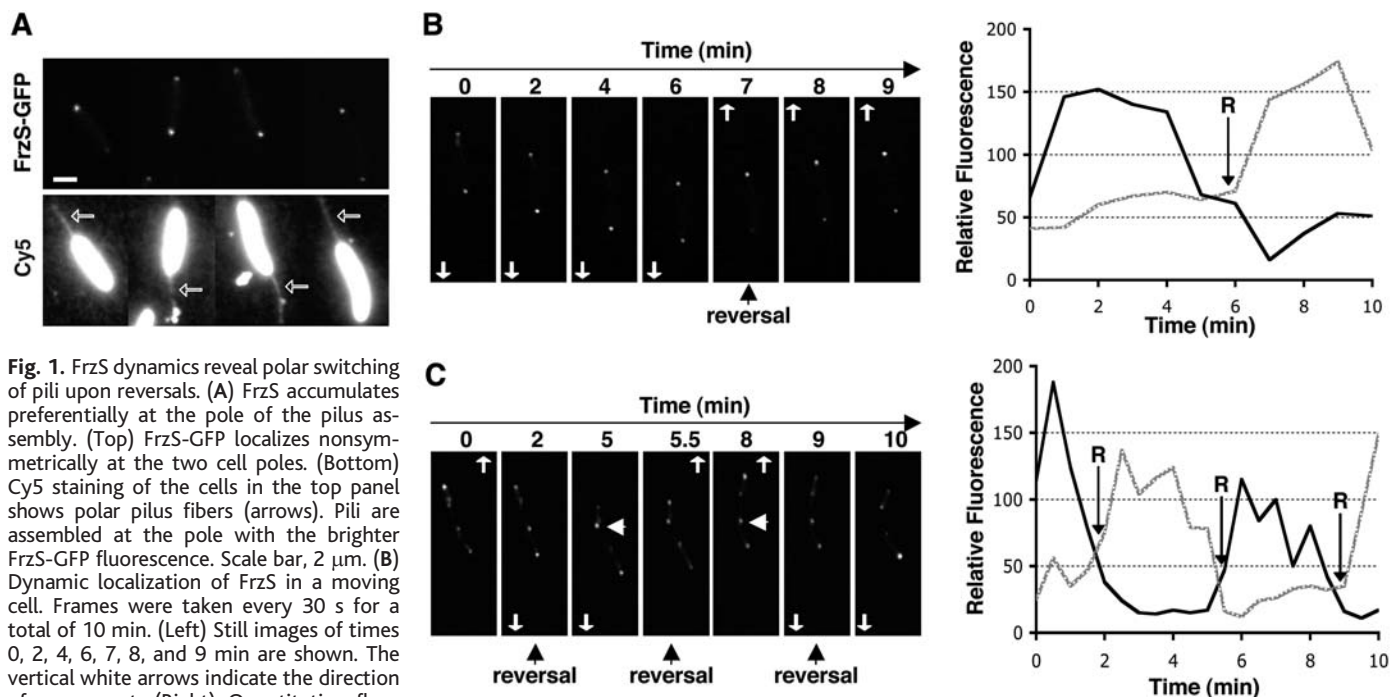 A
FrzS-GFP
Cy5
B
Time (min)
0 2 4 6 7 8 9
reversal
Relative Fluorescence
200
150
100
50
0
R
0 2 4 6 8 10
Time (min)
C
Time (min)
0 2 5 5.5 8 9 10
reversal reversal reversal
Relative Fluorescence
200
150
100
50
0
R R R
0 2 4 6 8 10
Time (min)
Fig. 1. FrzS dynamics reveal polar switching
of pili upon reversals. (A) FrzS accumulates
preferentially at the pole of the pilus as-
sembly. (Top) FrzS-GFP localizes nonsym-
metrically at the two cell poles. (Bottom)
Cy5 staining of the cells in the top panel
shows polar pilus fibers (arrows). Pili are
assembled at the pole with the brighter
FrzS-GFP fluorescence. Scale bar, 2 μm. (B)
Dynamic localization of FrzS in a moving
cell. Frames were taken every 30 s for a
total of 10 min. (Left) Still images of times
0, 2, 4, 6, 7, 8, and 9 min are shown. The
vertical white arrows indicate the direction